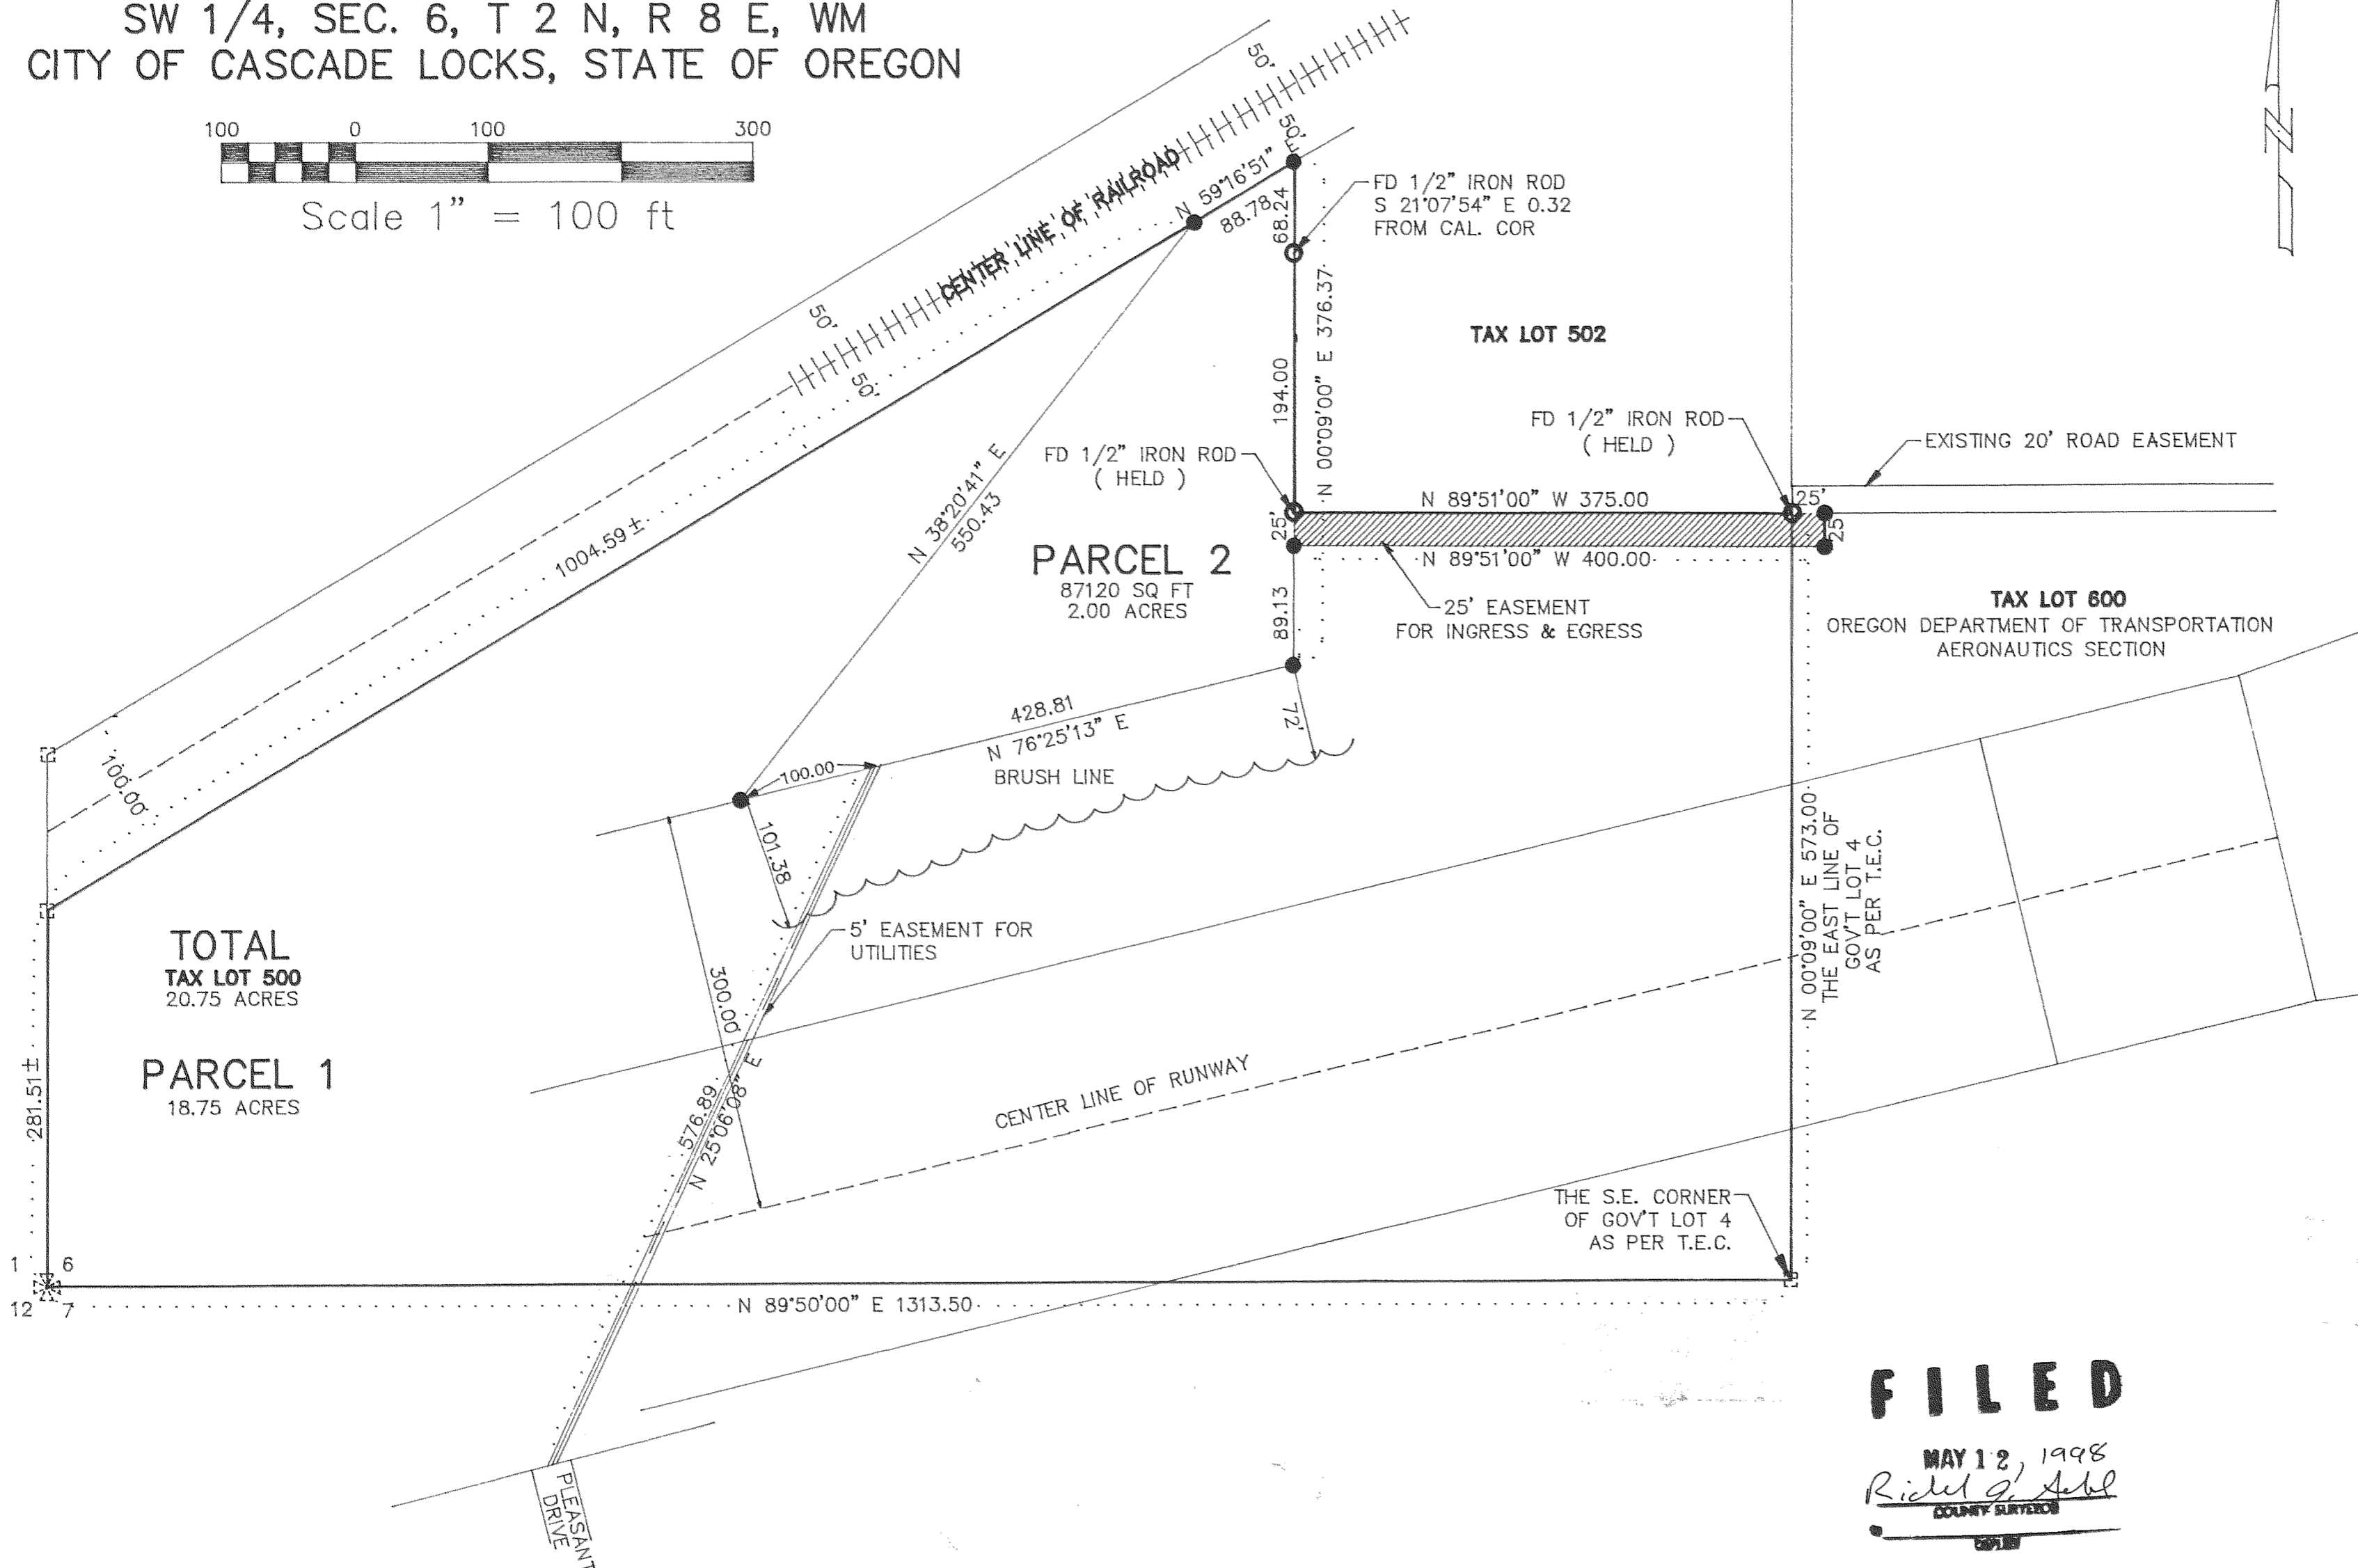 SW 1/4, SEC. 6, T 2 N, R 8 E, WM
CITY OF CASCADE LOCKS, STATE OF OREGON
100 0 100 300
Scale 1" = 100 ft
50'
50'
CENTER LINE OF RAILROAD
N 59°16'51" E
88.78
68.24
FD 1/2" IRON ROD
S 21°07'54" E 0.32
FROM CAL. COR
N
50'
50'
N 00°09'00" E 376.37
194.00
TAX LOT 502
FD 1/2" IRON ROD
( HELD )
FD 1/2" IRON ROD
( HELD )
EXISTING 20' ROAD EASEMENT
N 38°20'41" E
550.43
1004.59 ±
N 89°51'00" W 375.00
25'
25'
25'
N 89°51'00" W 400.00
PARCEL 2
87120 SQ FT
2.00 ACRES
89.13
25' EASEMENT
FOR INGRESS & EGRESS
TAX LOT 600
OREGON DEPARTMENT OF TRANSPORTATION
AERONAUTICS SECTION
428.81
N 76°25'13" E
72'
BRUSH LINE
100.00
100.00
101.38
5' EASEMENT FOR
UTILITIES
300.00
N 00°09'00" E 573.00
THE EAST LINE OF
GOV'T LOT 4
AS PER T.E.C.
TOTAL
TAX LOT 500
20.75 ACRES
PARCEL 1
18.75 ACRES
281.51 ±
576.89
N 25°06'08" E
CENTER LINE OF RUNWAY
THE S.E. CORNER
OF GOV'T LOT 4
AS PER T.E.C.
1 6
12 7
N 89°50'00" E 1313.50
PLEASANT
DRIVE
FILED
MAY 12, 1998
COUNTY SURVEYOR